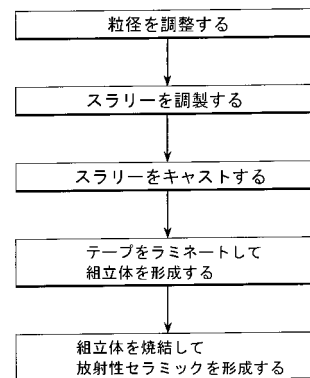 粒径を調整する
スラリーを調製する
スラリーをキャストする
テープをラミネートして
組立体を形成する
組立体を焼結して
放射性セラミックを形成する